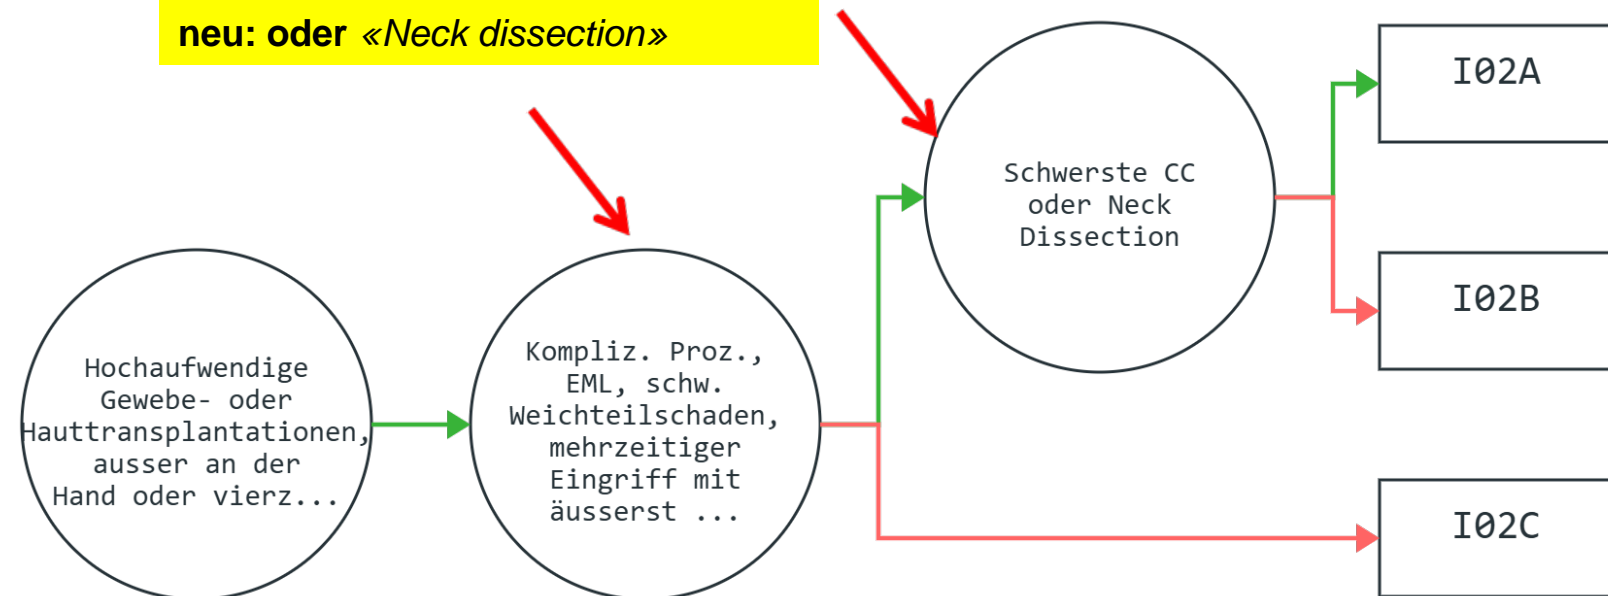 neu: oder «Neck dissection»
Hochaufwendige
Gewebe- oder
Hauttransplantationen,
ausser an der
Hand oder vierz...
Kompliz. Proz.,
EML, schw.
Weichteilschaden,
mehrzeitiger
Eingriff mit
äusserst ...
Schwerste CC
oder Neck
Dissection
I02A
I02B
I02C